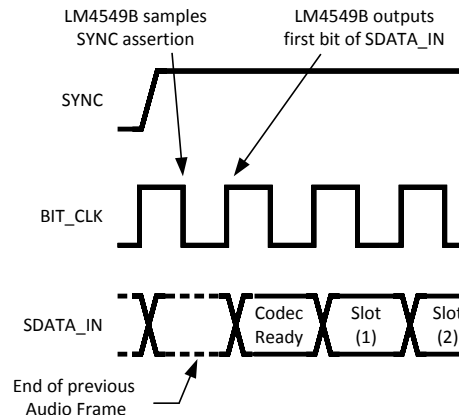 LM4549B samples
SYNC assertion
LM4549B outputs
first bit of SDATA_IN
SYNC
BIT_CLK
SDATA_IN
Codec
Ready
Slot
(1)
Slot
(2)
End of previous
Audio Frame